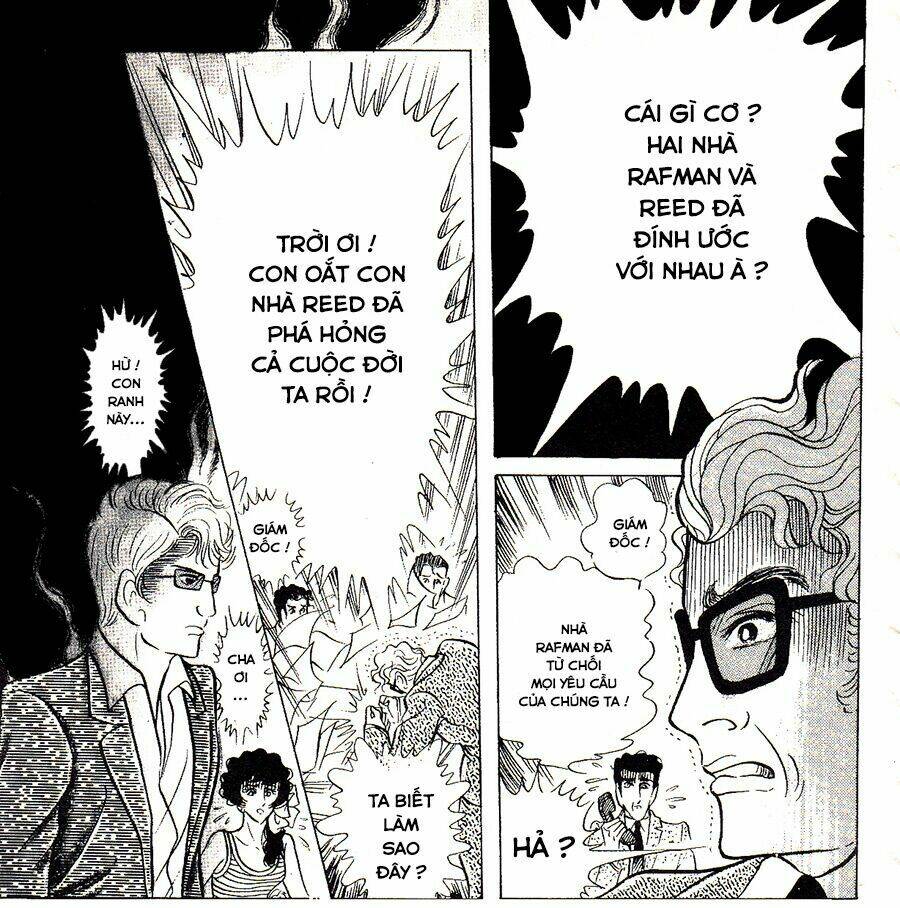 CÁI GÌ CƠ ?
HAI NHÀ
RAFMAN VÀ
REED ĐÃ
ĐÍNH ƯỚC
VỚI NHAU À ?
GIÁM
ĐỐC !
NHÀ
RAFMAN ĐÃ
TỪ CHỐI
MỌI YÊU CẦU
CỦA CHÚNG TA !
HẢ ?
TRỜI ƠI !
CON OẮT CON
NHÀ REED ĐÃ
PHÁ HỎNG
CẢ CUỘC ĐỜI
TA RỒI !
GIÁM
ĐỐC !
TA BIẾT
LÀM
SAO
ĐÂY ?
HỪ !
CON
RANH
NÀY...
CHA
ƠI
...